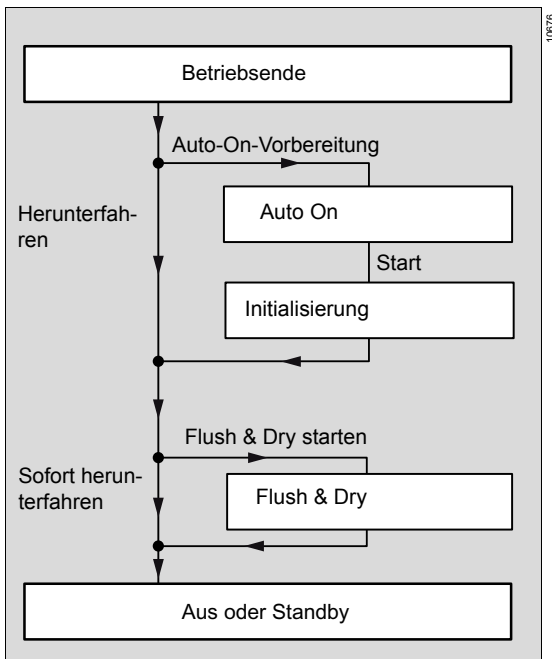 10676
Betriebsende
Auto-On-Vorbereitung
Auto On
Herunterfah-
ren
Start
Initialisierung
Flush & Dry starten
Sofort herun-
terfahren
Flush & Dry
Aus oder Standby